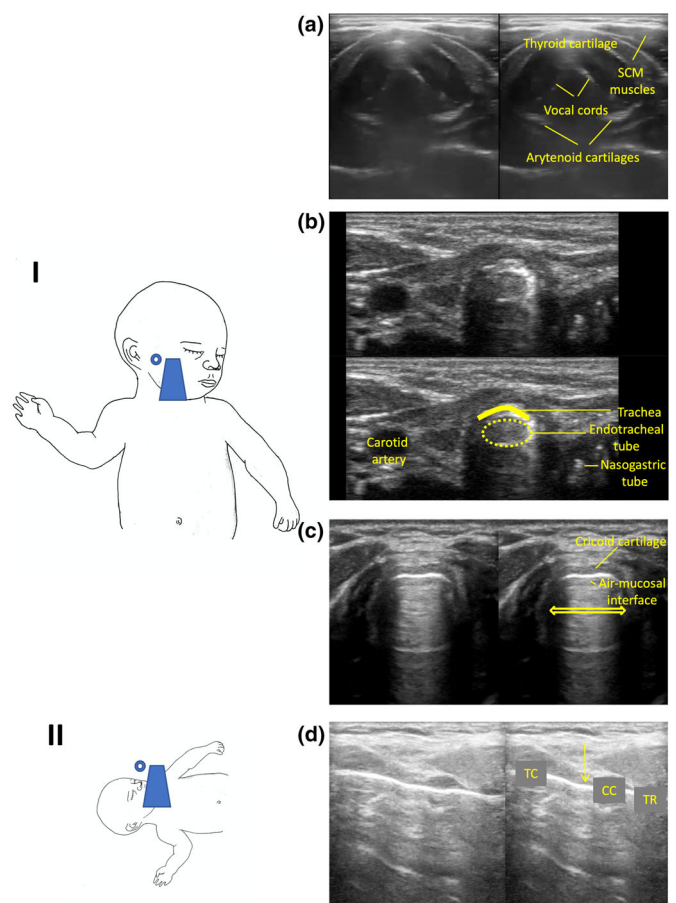 (a)
Thyroid cartilage
SCM
muscles
Vocal cords
Arytenoid cartilages
I
(b)
Trachea
Endotracheal
tube
Carotid
artery
Nasogastric
tube
(c)
Cricoid cartilage
Air-mucosal
interface
II
(d)
TC
CC
TR